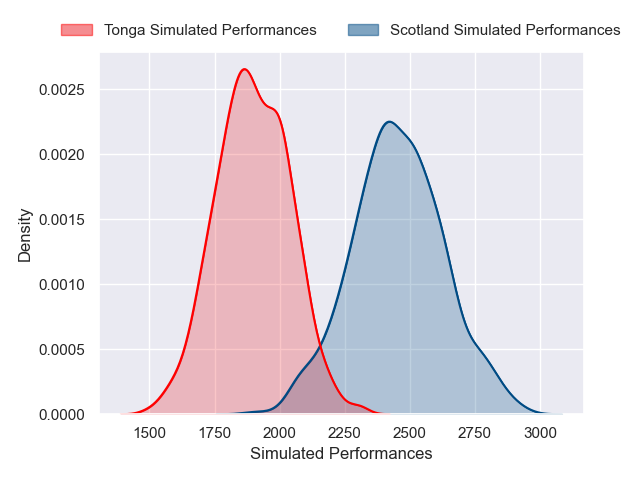 Tonga Simulated Performances Scotland Simulated Performances
0.0025
0.0020
0.0015
0.0010
0.0005
0.0000
Density
1500 1750 2000 2250 2500 2750 3000
Simulated Performances